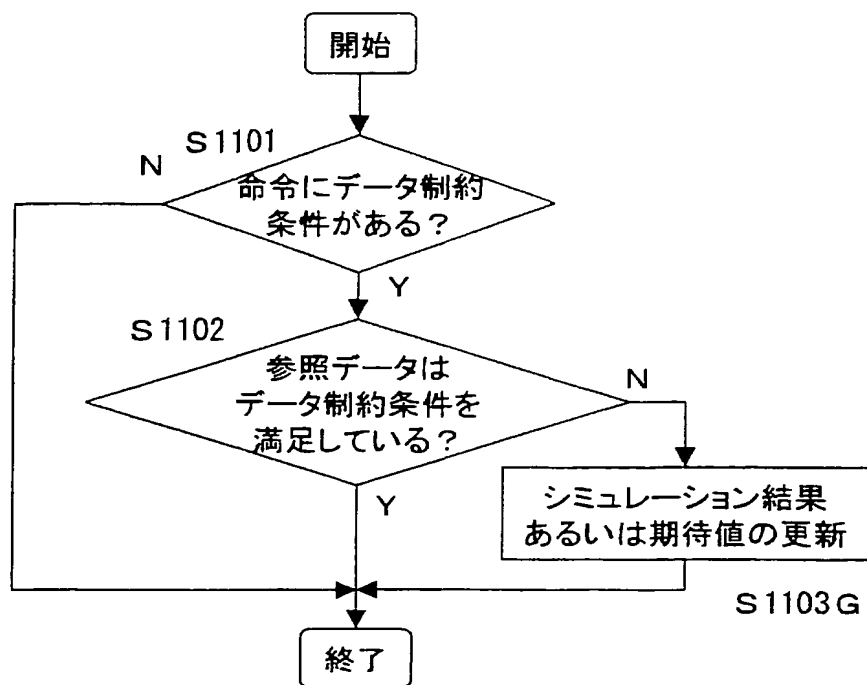 開始
S1101
N
命令にデータ制約
条件がある?
Y
S1102
参照データは
データ制約条件を
満足している?
N
Y
シミュレーション結果
あるいは期待値の更新
S1103G
終了